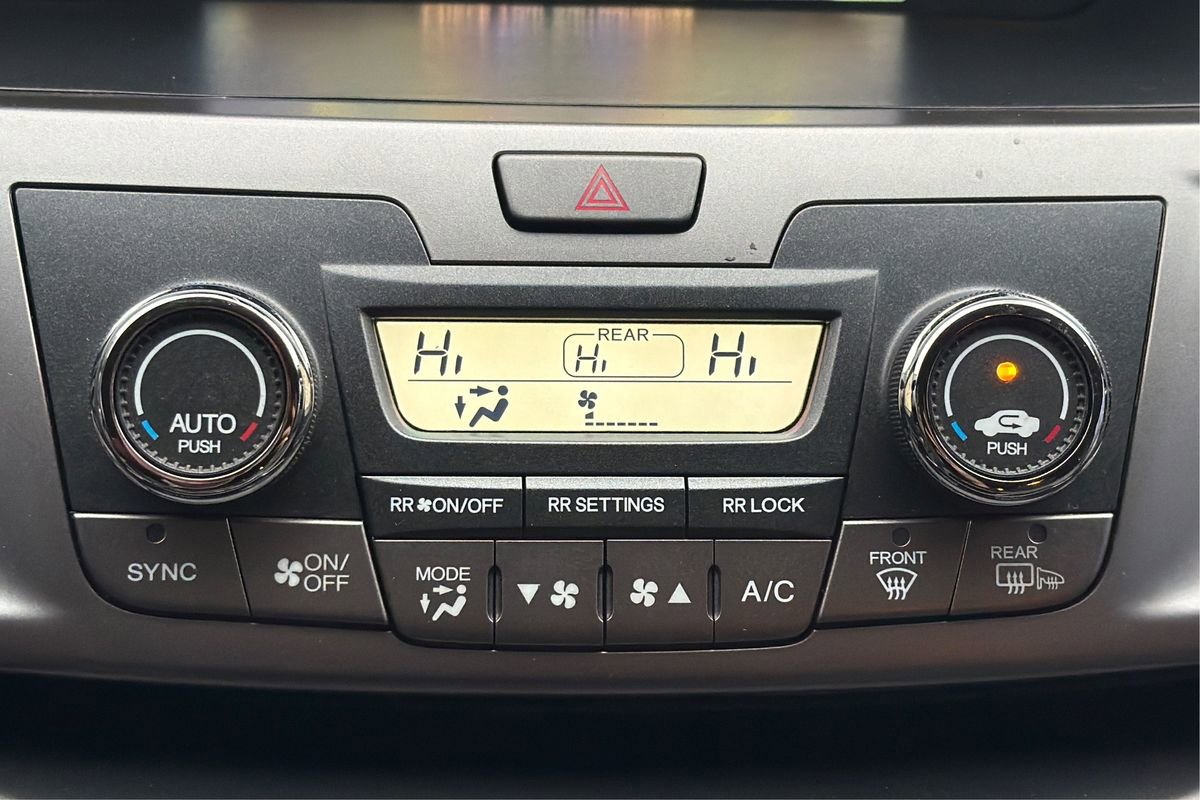 REAR
Hi Hi Hi
AUTO
PUSH
PUSH
RR ON/OFF RR SETTINGS RR LOCK
SYNC
ON/
OFF
MODE
A/C
FRONT
REAR